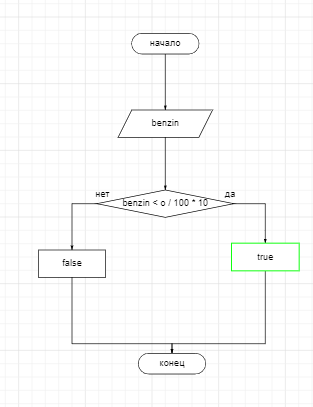 начало
benzin
нет
да
benzin < o / 100 * 10
false
true
конец